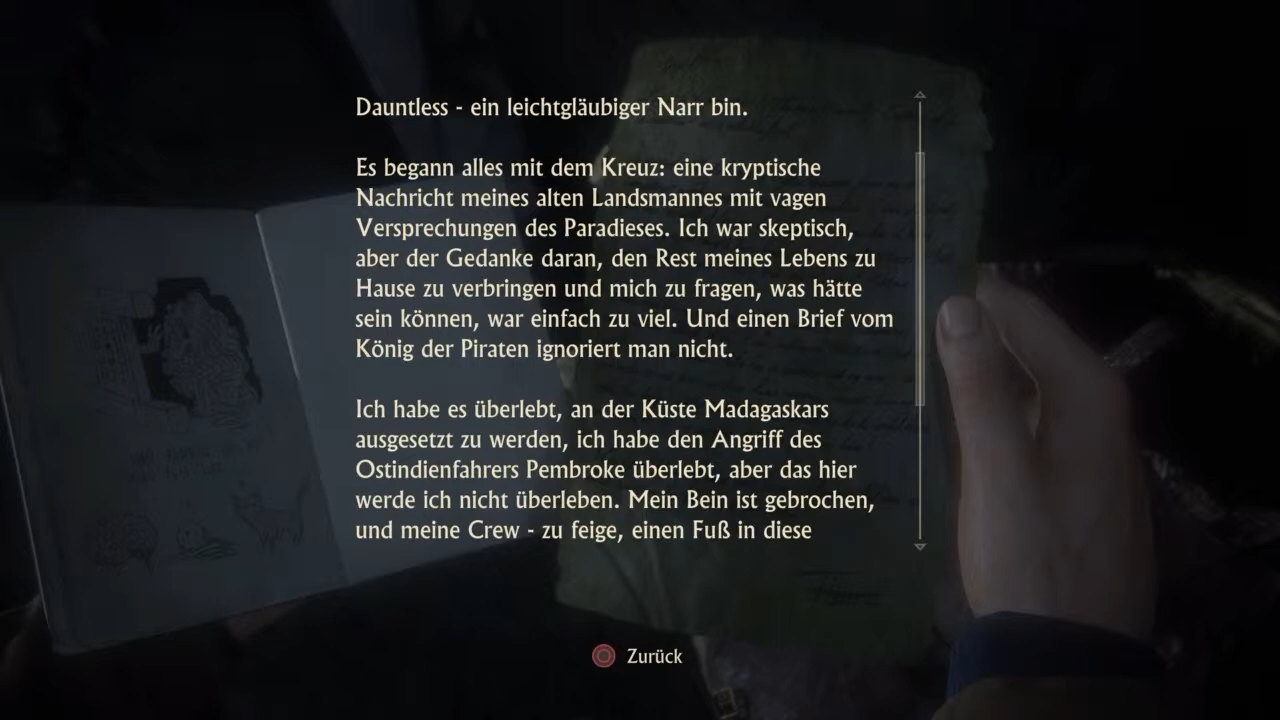 Dauntless - ein leichtgläubiger Narr bin.
Es begann alles mit dem Kreuz: eine kryptische
Nachricht meines alten Landsmannes mit vagen
Versprechungen des Paradieses. Ich war skeptisch,
aber der Gedanke daran, den Rest meines Lebens zu
Hause zu verbringen und mich zu fragen, was hätte
sein können, war einfach zu viel. Und einen Brief vom
König der Piraten ignoriert man nicht.
Ich habe es überlebt, an der Küste Madagaskars
ausgesetzt zu werden, ich habe den Angriff des
Ostindienfahrers Pembroke überlebt, aber das hier
werde ich nicht überleben. Mein Bein ist gebrochen,
und meine Crew - zu feige, einen Fuß in diese
Zurück